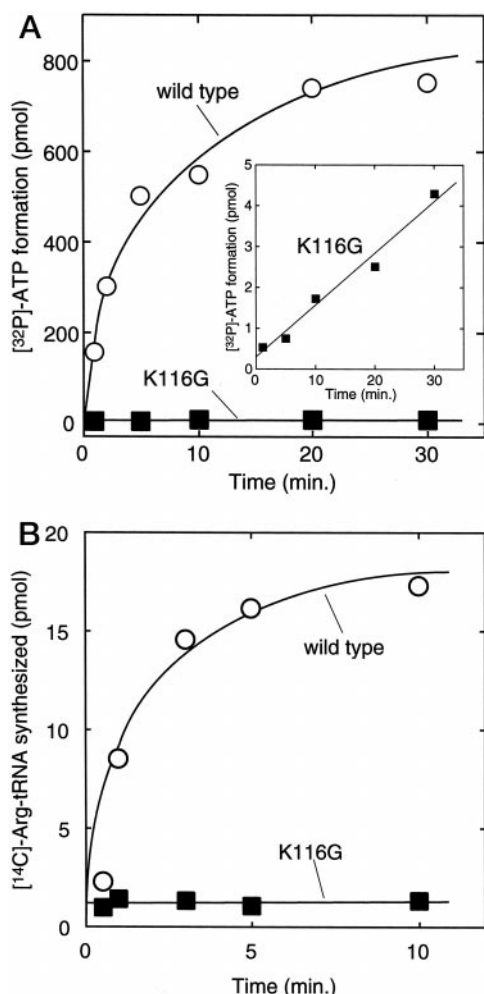 A
800
600
400
200
0
[³²P]-ATP formation (pmol)
wild type
K116G
0
10
20
30
Time (min.)
5
4
3
2
1
0
[³²P]-ATP formation (pmol)
K116G
0
10
20
30
Time (min.)
B
20
15
10
5
0
[¹⁴C]-Arg-tRNA synthesized (pmol)
wild type
K116G
0
5
10
Time (min.)